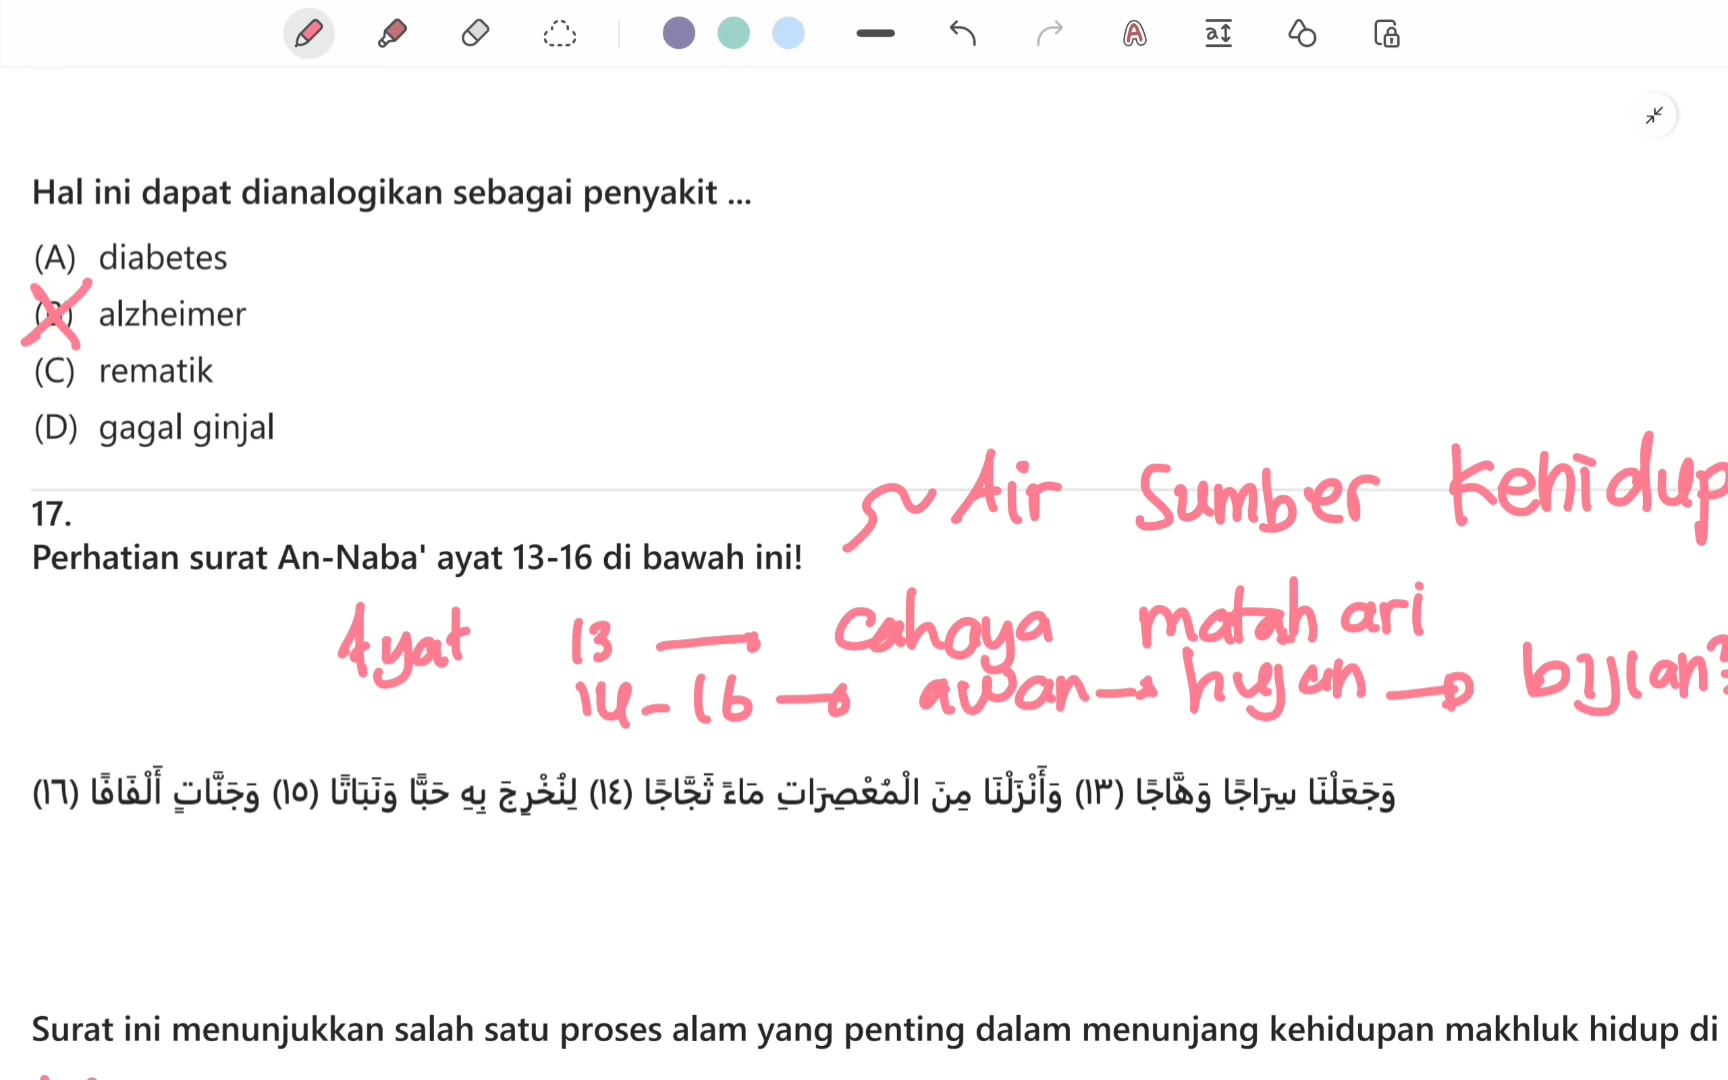 Hal ini dapat dianalogikan sebagai penyakit ...
(A) diabetes
alzheimer
(C) rematik
(D) gagal ginjal
Air Sumber Kehidup
17.
Perhatian surat An-Naba' ayat 13-16 di bawah ini!
Ayat 13 → cahaya matahari
14-16 → awan → hujan →
وَجَعَلْنَا سِرَاجًا وَهَّاجًا (١٣) وَأَنْزَلْنَا مِنَ الْمُعْصِرَاتِ مَاءً ثَجَّاجًا (١٤) لِنُخْرِجَ بِهِ حَبًّا وَنَبَاتًا (١٥) وَجَنَّاتٍ أَلْفَافًا (١٦)
Surat ini menunjukkan salah satu proses alam yang penting dalam menunjang kehidupan makhluk hidup di